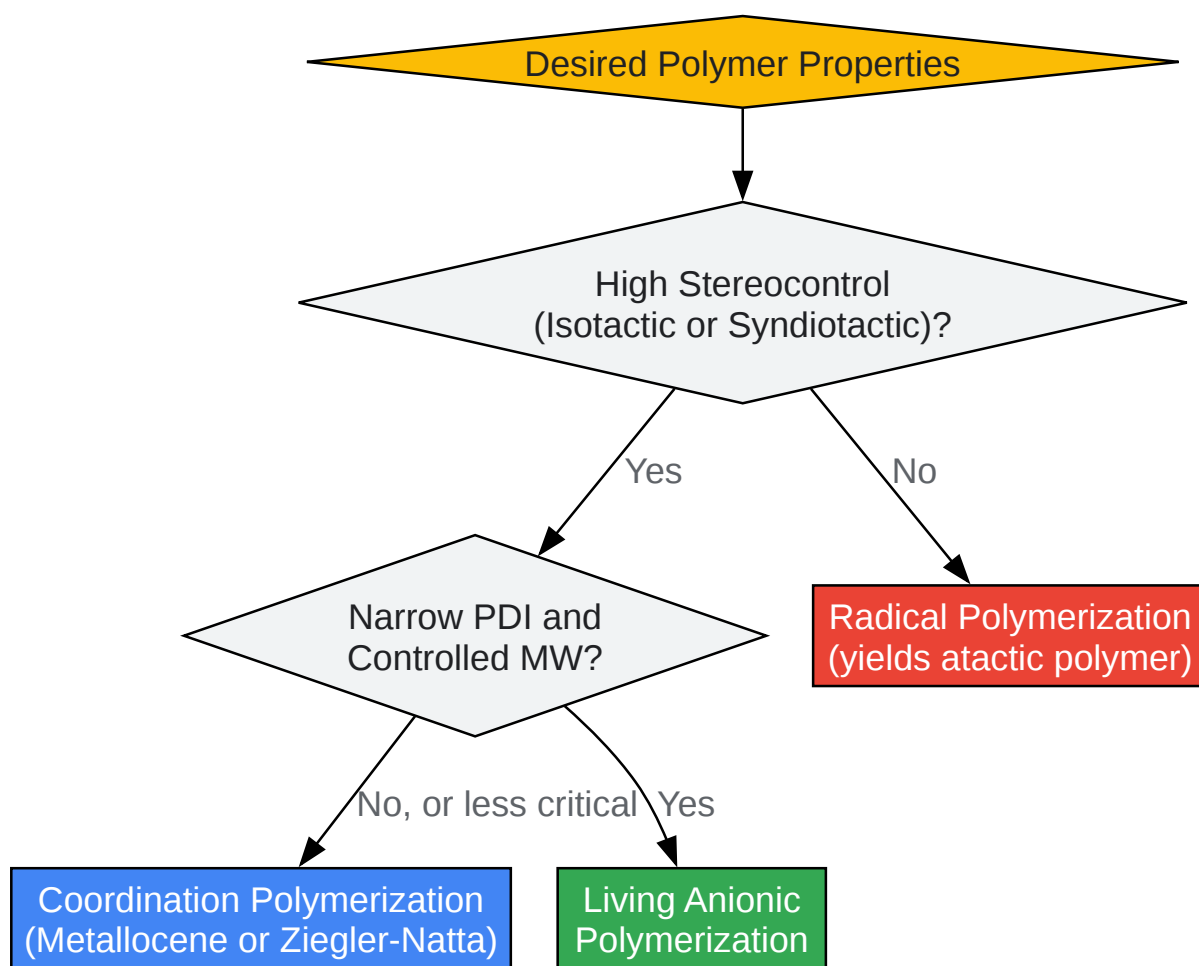 Desired Polymer Properties
High Stereocontrol
(Isotactic or Syndiotactic)?
Yes
No
Narrow PDI and
Controlled MW?
Radical Polymerization
(yields atactic polymer)
No, or less critical
Yes
Coordination Polymerization
(Metallocene or Ziegler-Natta)
Living Anionic
Polymerization